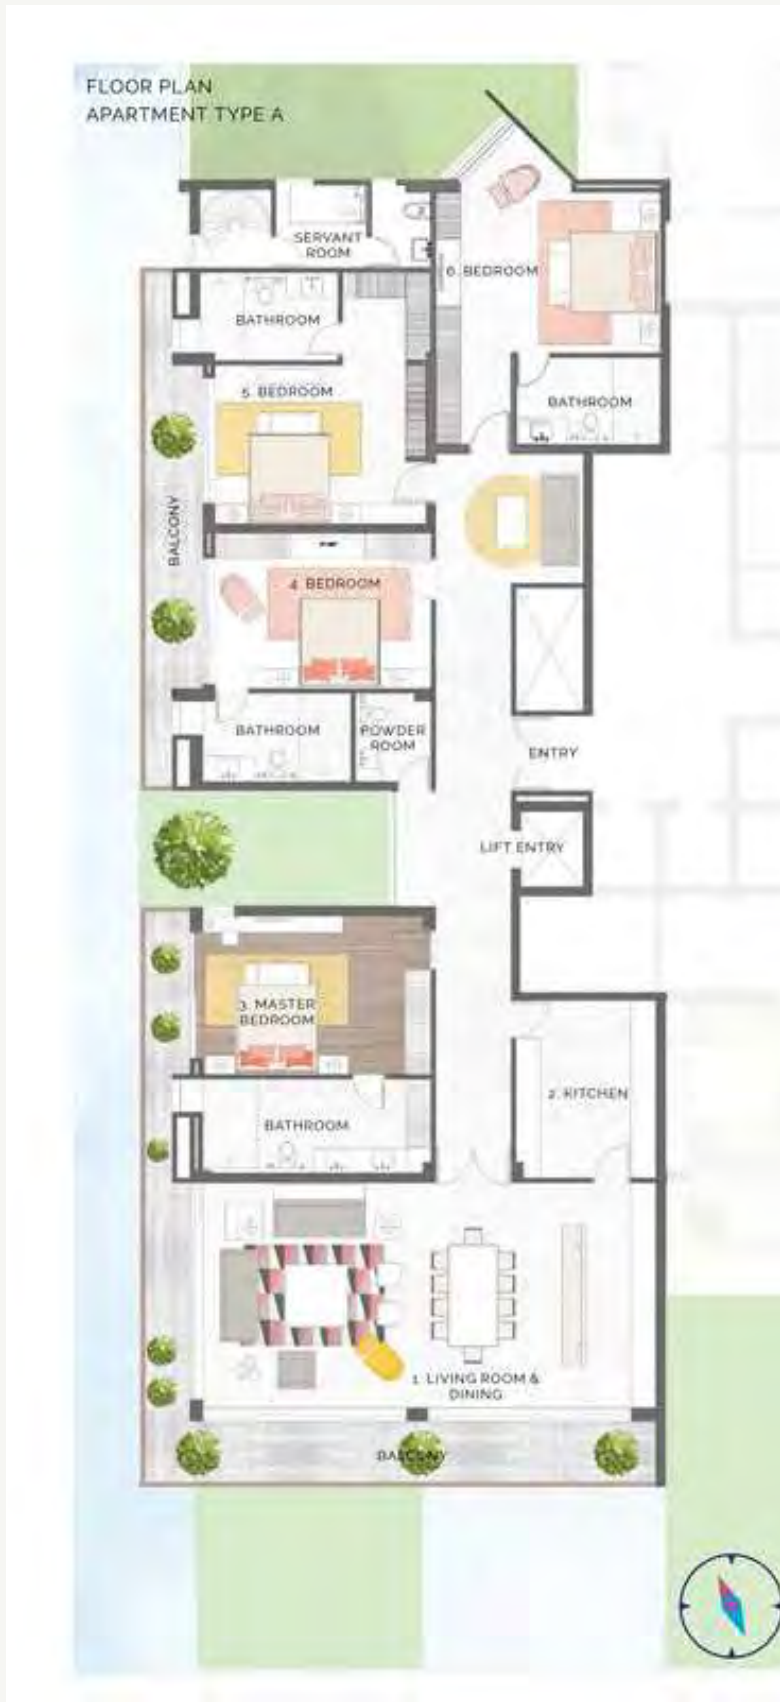 FLOOR PLAN
APARTMENT TYPE A
SERVANT
ROOM
6. BEDROOM
BATHROOM
5. BEDROOM
BATHROOM
BALCONY
4. BEDROOM
BATHROOM
POWDER
ROOM
ENTRY
LIFT ENTRY
3. MASTER
BEDROOM
2. KITCHEN
BATHROOM
1. LIVING ROOM &
DINING
BALCONY